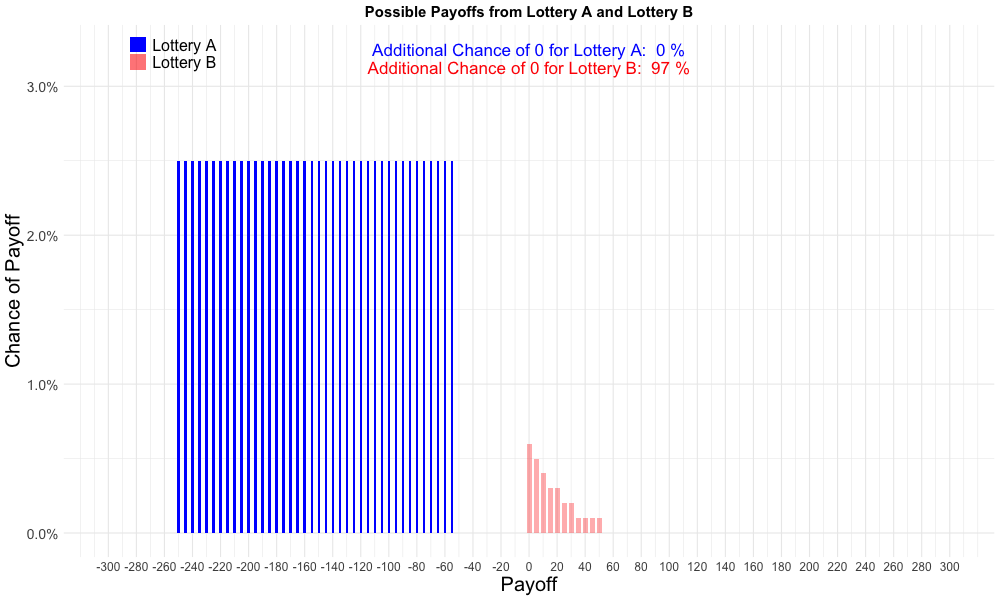 Possible Payoffs from Lottery A and Lottery B
Lottery A
Lottery B
Additional Chance of 0 for Lottery A:  0 %
Additional Chance of 0 for Lottery B:  97 %
Chance of Payoff
3.0%
2.0%
1.0%
0.0%
-300 -280 -260 -240 -220 -200 -180 -160 -140 -120 -100 -80 -60 -40 -20 0 20 40 60 80 100 120 140 160 180 200 220 240 260 280 300
Payoff